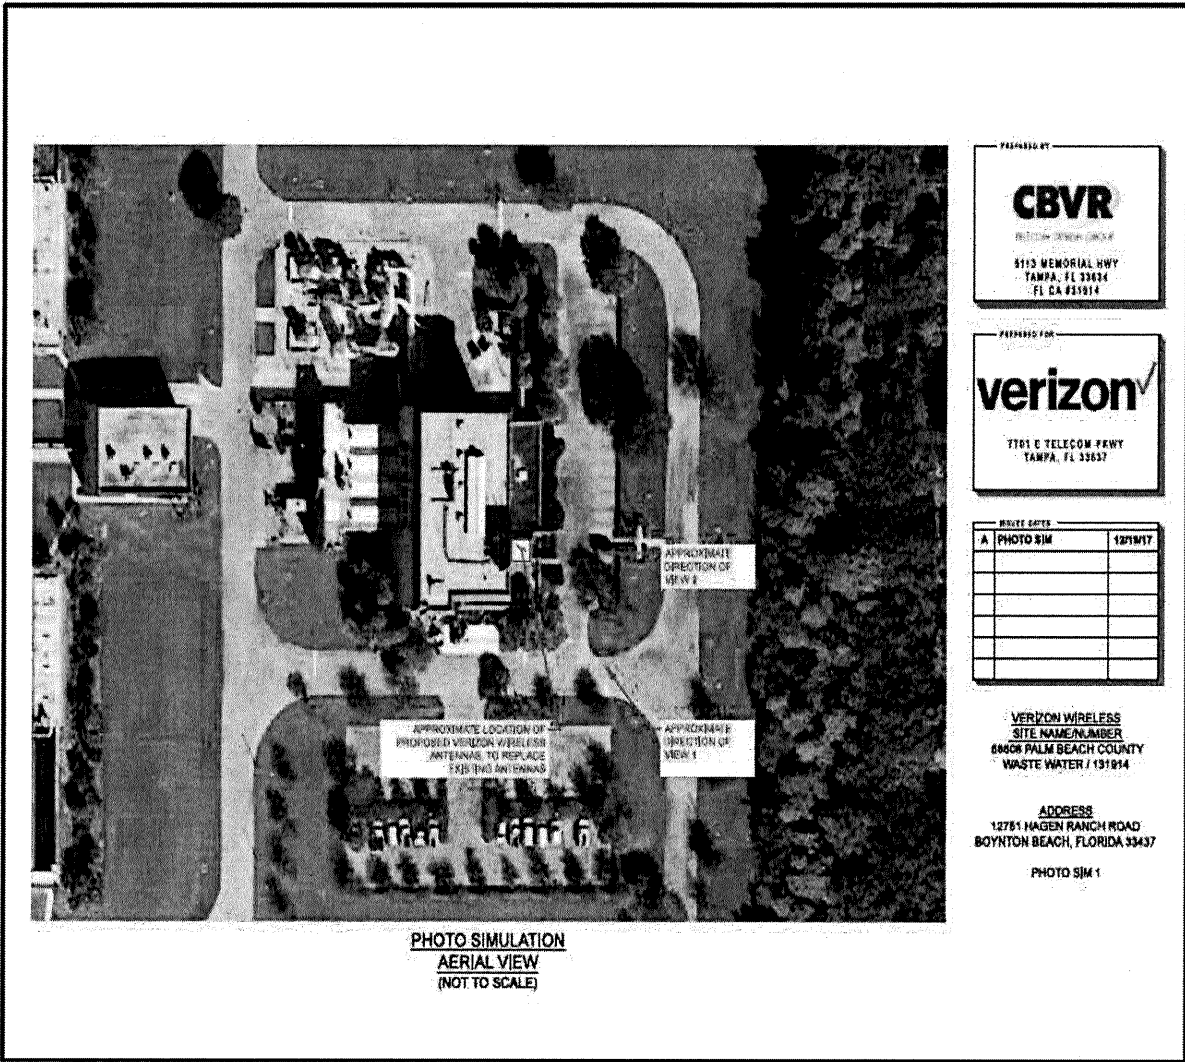 PREPARED BY
CBVR
5113 MEMORIAL HWY
TAMPA, FL 33634
PREPARED FOR
verizon
7701 E TELECOM PKWY
TAMPA, FL 33637
A PHOTO SIM 12/19/17
VERIZON WIRELESS
SITE NAME/NUMBER
PALM BEACH COUNTY
WASTE WATER / 131914
ADDRESS
12751 HAGEN RANCH ROAD
BOYNTON BEACH, FLORIDA 33437
PHOTO SIM 1
APPROXIMATE
DIRECTION OF
VIEW 2
APPROXIMATE LOCATION OF
PROPOSED VERIZON WIRELESS
ANTENNAS, TO REPLACE
EXISTING ANTENNAS
APPROXIMATE
DIRECTION OF
VIEW 1
PHOTO SIMULATION
AERIAL VIEW
(NOT TO SCALE)